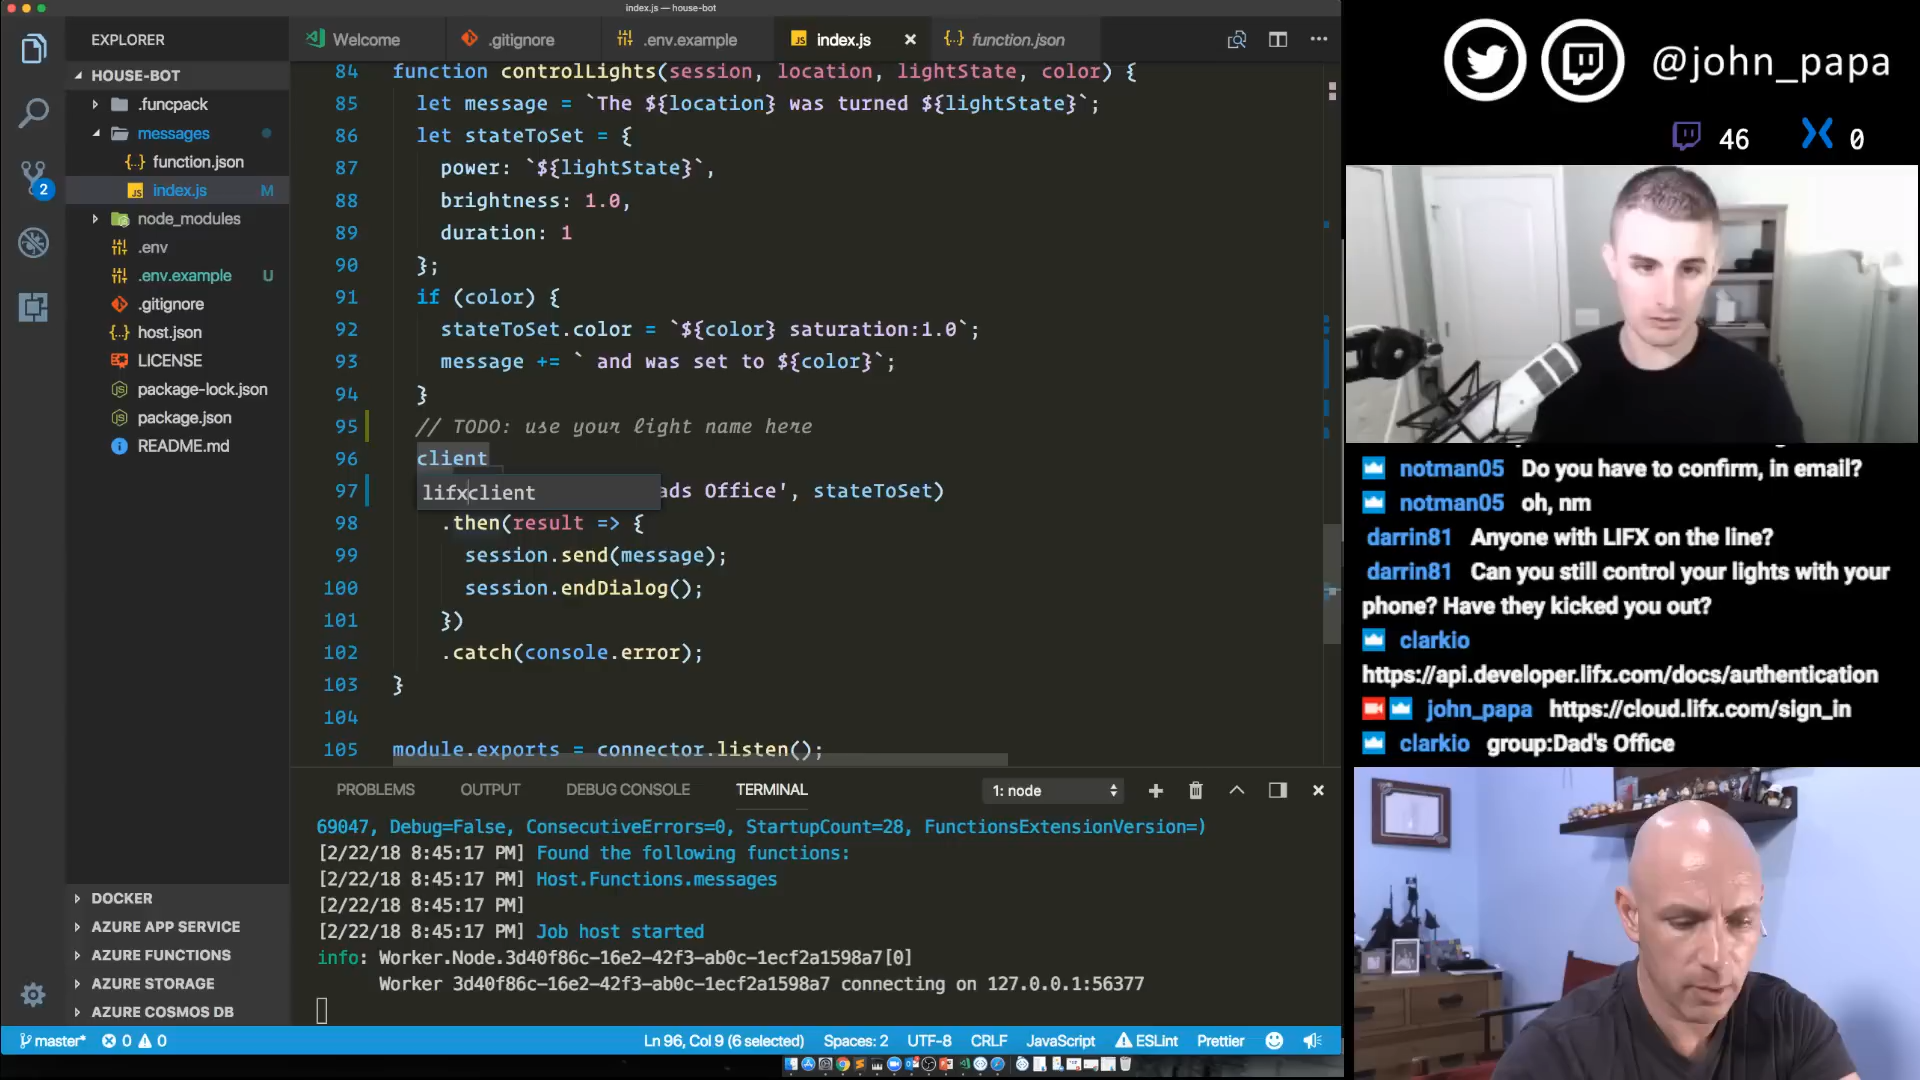 index.js — house-bot
EXPLORER
HOUSE-BOT
.funcpack
messages
function.json
index.js M
node_modules
.env
.env.example U
.gitignore
host.json
LICENSE
package-lock.json
package.json
README.md
DOCKER
AZURE APP SERVICE
AZURE FUNCTIONS
AZURE STORAGE
AZURE COSMOS DB
2
Welcome
.gitignore
.env.example
index.js
function.json
84 function controlLights(session, location, lightState, color) {
85 let message = `The ${location} was turned ${lightState}`;
86 let stateToSet = {
87 power: `${lightState}`,
88 brightness: 1.0,
89 duration: 1
90 };
91 if (color) {
92 stateToSet.color = `${color} saturation:1.0`;
93 message += ` and was set to ${color}`;
94 }
95 // TODO: use your light name here
96 client
lifxclient
97 ads Office', stateToSet)
98 .then(result => {
99 session.send(message);
100 session.endDialog();
101 })
102 .catch(console.error);
103 }
104
105 module.exports = connector.listen();
PROBLEMS OUTPUT DEBUG CONSOLE TERMINAL 1: node
69047, Debug=False, ConsecutiveErrors=0, StartupCount=28, FunctionsExtensionVersion=)
[2/22/18 8:45:17 PM] Found the following functions:
[2/22/18 8:45:17 PM] Host.Functions.messages
[2/22/18 8:45:17 PM]
[2/22/18 8:45:17 PM] Job host started
info: Worker.Node.3d40f86c-16e2-42f3-ab0c-1ecf2a1598a7[0]
Worker 3d40f86c-16e2-42f3-ab0c-1ecf2a1598a7 connecting on 127.0.0.1:56377
master* 0 0 Ln 96, Col 9 (6 selected) Spaces: 2 UTF-8 CRLF JavaScript ESLint Prettier
@john_papa
46 0
notman05 Do you have to confirm, in email?
notman05 oh, nm
darrin81 Anyone with LIFX on the line?
darrin81 Can you still control your lights with your
phone? Have they kicked you out?
clarkio
https://api.developer.lifx.com/docs/authentication
john_papa https://cloud.lifx.com/sign_in
clarkio group:Dad's Office